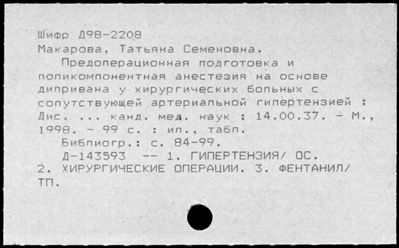 Шифр Д98-2208
Макарова, Татьяна Семеновна.
Предоперационная подготовка и
поликомпонентная анестезия на основе
дипривана у хирургических больных с
сопутствующей артериальной гипертензией :
Дис. ... канд. мед. наук : 14.00.37. - М.,
1998. - 99 с. : ил., табл.
Библиогр.: с. 84-99.
Д-143593 -- 1. ГИПЕРТЕНЗИЯ/ ОС.
2. ХИРУРГИЧЕСКИЕ ОПЕРАЦИИ. 3. ФЕНТАНИЛ/
ТП.